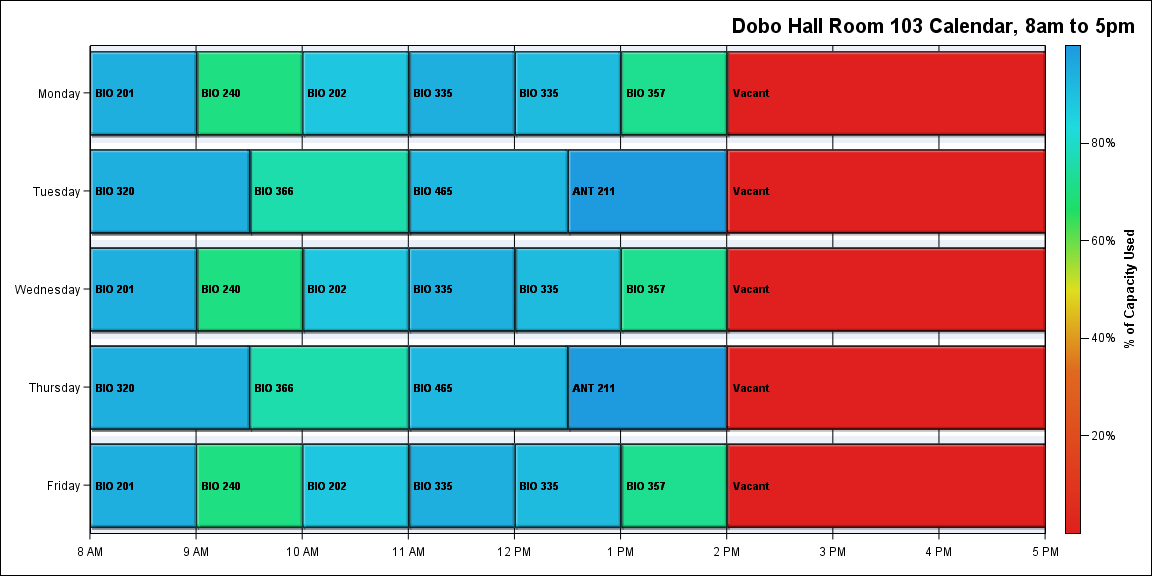 Dobo Hall Room 103 Calendar, 8am to 5pm
Monday
BIO 201
BIO 240
BIO 202
BIO 335
BIO 335
BIO 357
Vacant
Tuesday
BIO 320
BIO 366
BIO 465
ANT 211
Vacant
Wednesday
BIO 201
BIO 240
BIO 202
BIO 335
BIO 335
BIO 357
Vacant
Thursday
BIO 320
BIO 366
BIO 465
ANT 211
Vacant
Friday
BIO 201
BIO 240
BIO 202
BIO 335
BIO 335
BIO 357
Vacant
8 AM
9 AM
10 AM
11 AM
12 PM
1 PM
2 PM
3 PM
4 PM
5 PM
80%
60%
40%
20%
% of Capacity Used